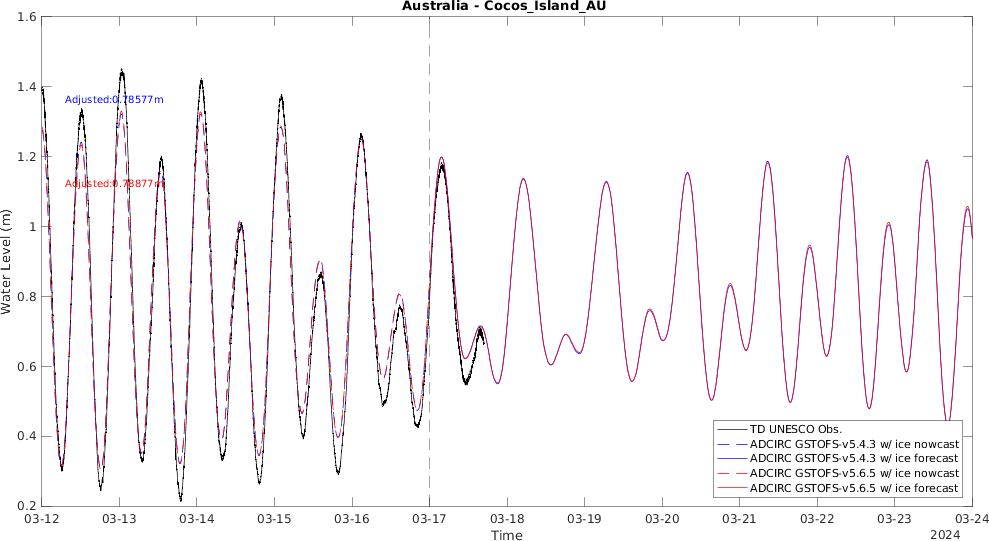 Australia - Cocos_Island_AU
1.6
1.4
1.2
1
0.8
0.6
0.4
0.2
Water Level (m)
Adjusted:0.78577m
Adjusted:0.78877m
TD UNESCO Obs.
ADCIRC GSTOFS-v5.4.3 w/ ice nowcast
ADCIRC GSTOFS-v5.4.3 w/ ice forecast
ADCIRC GSTOFS-v5.6.5 w/ ice nowcast
ADCIRC GSTOFS-v5.6.5 w/ ice forecast
03-12 03-13 03-14 03-15 03-16 03-17 03-18 03-19 03-20 03-21 03-22 03-23 03-24
Time
2024